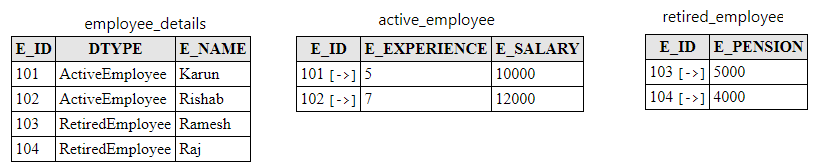 employee_details
E_ID DTYPE E_NAME
101 ActiveEmployee Karun
102 ActiveEmployee Rishab
103 RetiredEmployee Ramesh
104 RetiredEmployee Raj
active_employee
E_ID E_EXPERIENCE E_SALARY
101 [->] 5 10000
102 [->] 7 12000
retired_employee
E_ID E_PENSION
103 [->] 5000
104 [->] 4000